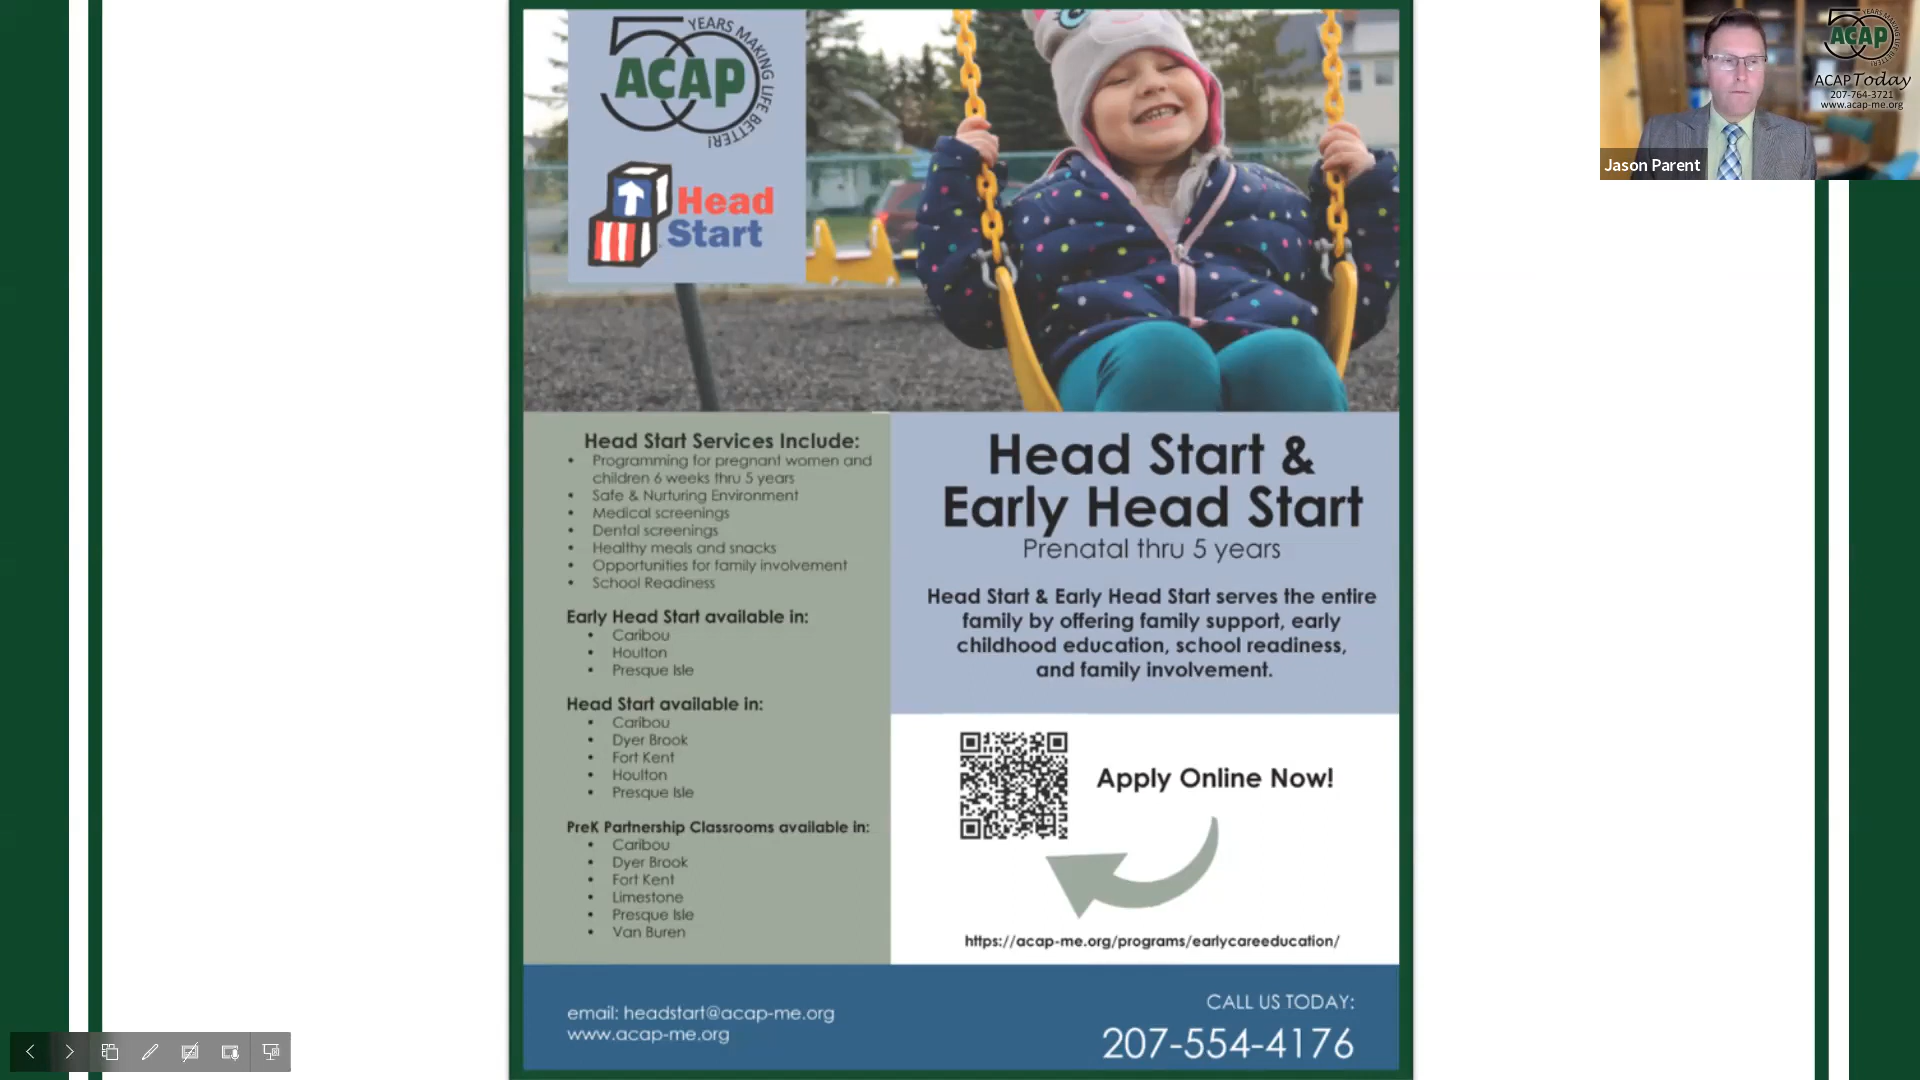 50 YEARS MAKING LIFE BETTER!
ACAP
Head
Start
Head Start Services Include:
• Programming for pregnant women and
children 6 weeks thru 5 years
• Safe & Nurturing Environment
• Medical screenings
• Dental screenings
• Healthy meals and snacks
• Opportunities for family involvement
• School Readiness
Early Head Start available in:
• Caribou
• Houlton
• Presque Isle
Head Start available in:
• Caribou
• Dyer Brook
• Fort Kent
• Houlton
• Presque Isle
PreK Partnership Classrooms available in:
• Caribou
• Dyer Brook
• Fort Kent
• Limestone
• Presque Isle
• Van Buren
Head Start &
Early Head Start
Prenatal thru 5 years
Head Start & Early Head Start serves the entire
family by offering family support, early
childhood education, school readiness,
and family involvement.
Apply Online Now!
https://acap-me.org/programs/earlycareeducation/
email: headstart@acap-me.org
www.acap-me.org
CALL US TODAY:
207-554-4176
50 YEARS MAKING LIFE BETTER!
ACAP
ACAP Today
207-764-3721
www.acap-me.org
Jason Parent